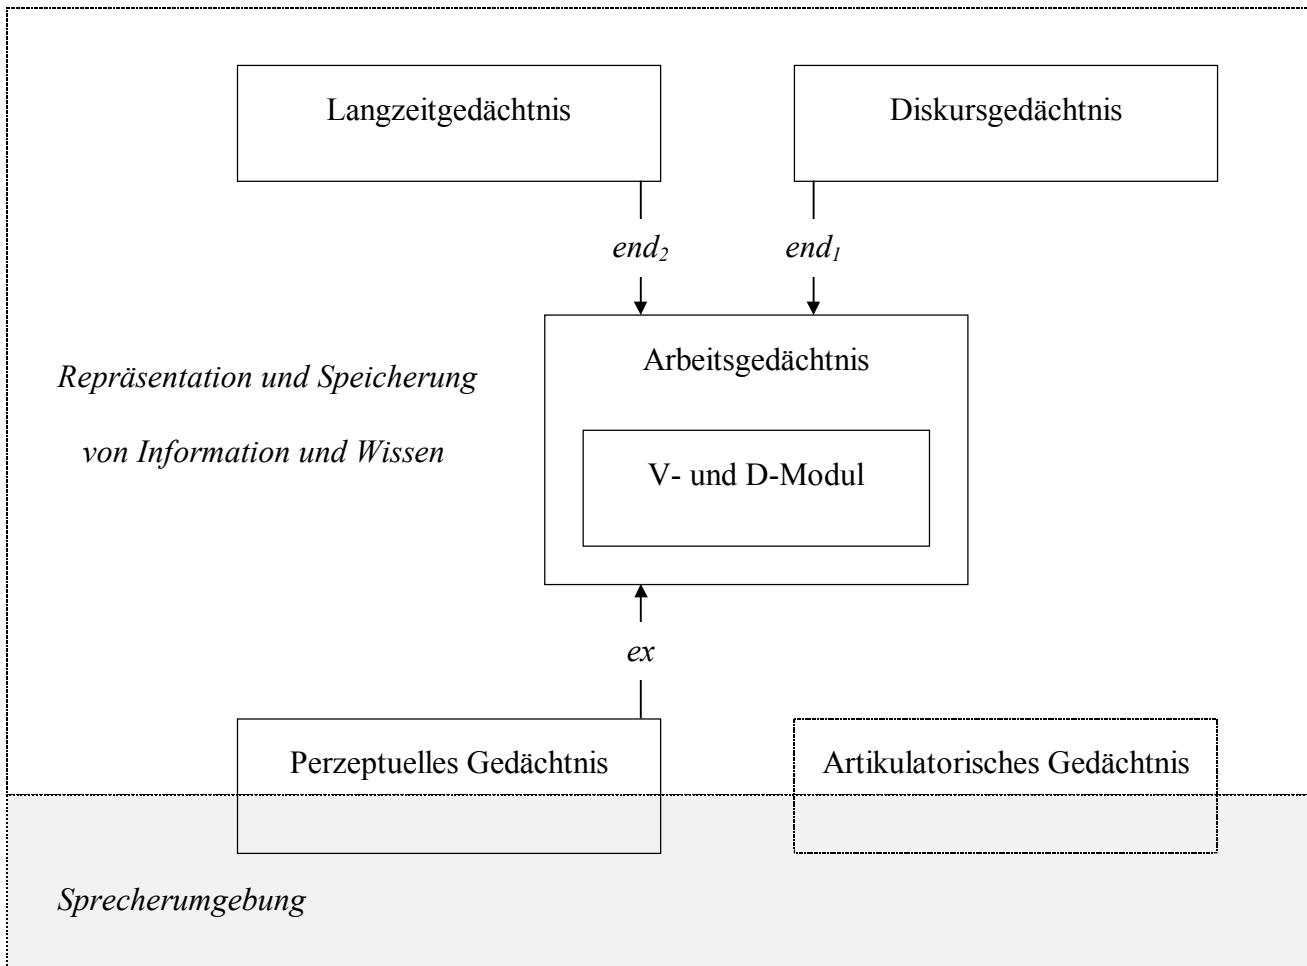 Langzeitgedächtnis
Diskursgedächtnis
end₂
end₁
Arbeitsgedächtnis
Repräsentation und Speicherung
von Information und Wissen
V- und D-Modul
ex
Perzeptuelles Gedächtnis
Artikulatorisches Gedächtnis
Sprecherumgebung